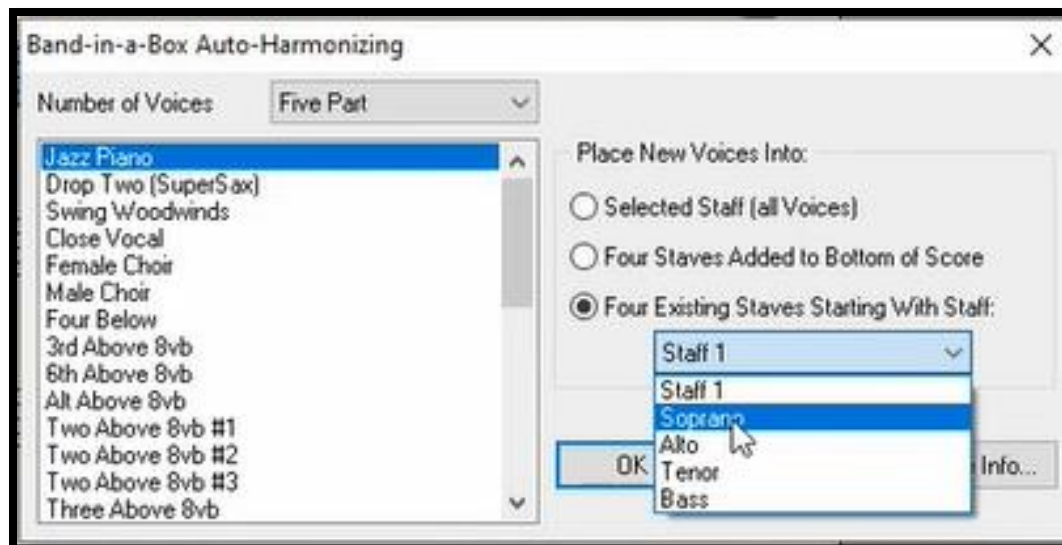 Band-in-a-Box Auto-Harmonizing
Number of Voices
Five Part
Jazz Piano
Drop Two (SuperSax)
Swing Woodwinds
Close Vocal
Female Choir
Male Choir
Four Below
3rd Above 8vb
6th Above 8vb
Alt Above 8vb
Two Above 8vb #1
Two Above 8vb #2
Two Above 8vb #3
Three Above 8vb
Place New Voices Into:
Selected Staff (all Voices)
Four Staves Added to Bottom of Score
Four Existing Staves Starting With Staff:
Staff 1
Staff 1
Soprano
Alto
Tenor
Bass
OK
Info...